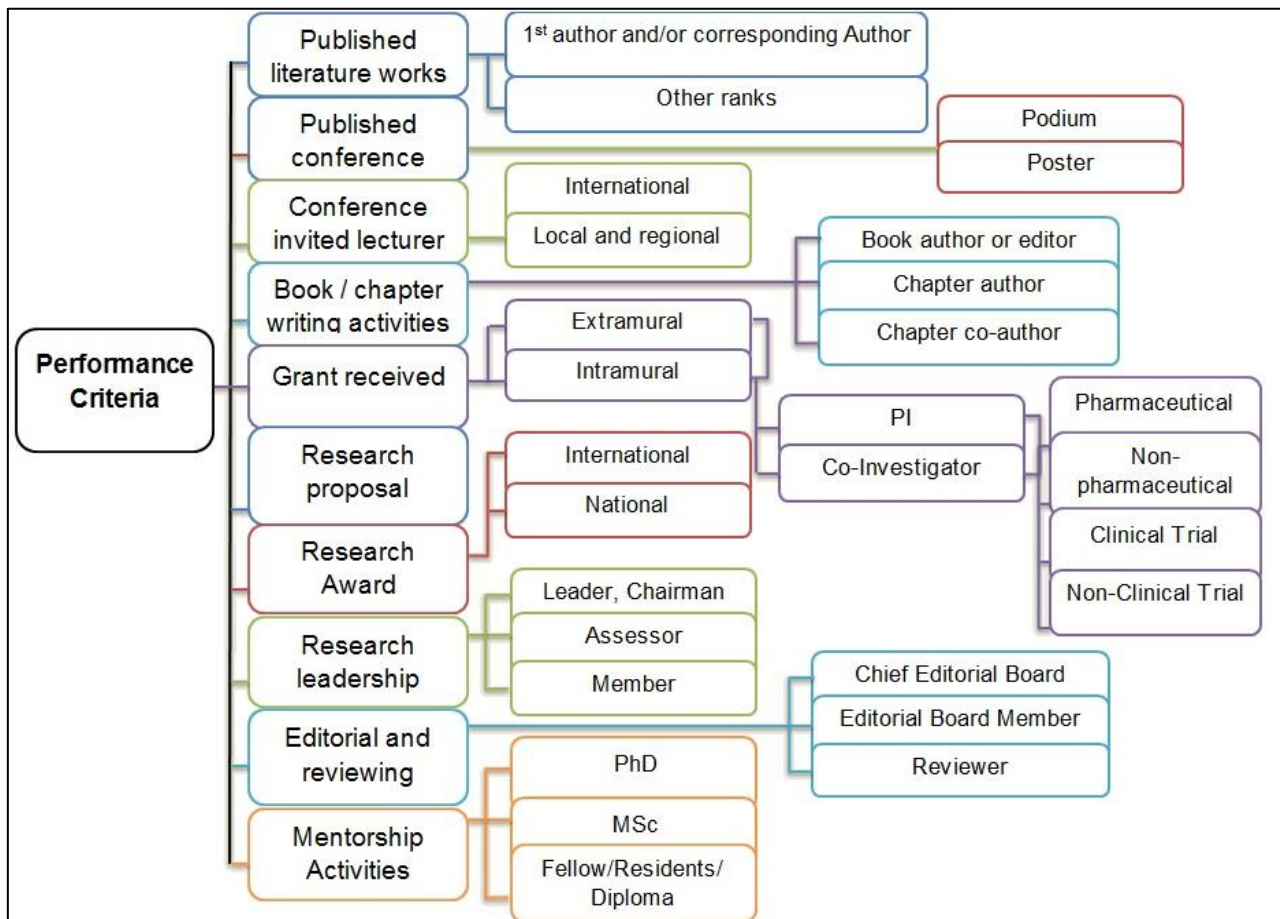 Performance
Criteria
Published
literature works
1st author and/or corresponding Author
Other ranks
Published
conference
Podium
Poster
Conference
invited lecturer
International
Local and regional
Book / chapter
writing activities
Book author or editor
Chapter author
Chapter co-author
Grant received
Extramural
Intramural
PI
Co-Investigator
Pharmaceutical
Non-
pharmaceutical
Clinical Trial
Non-Clinical Trial
Research
proposal
Research
Award
International
National
Research
leadership
Leader, Chairman
Assessor
Member
Editorial and
reviewing
Chief Editorial Board
Editorial Board Member
Reviewer
Mentorship
Activities
PhD
MSc
Fellow/Residents/
Diploma